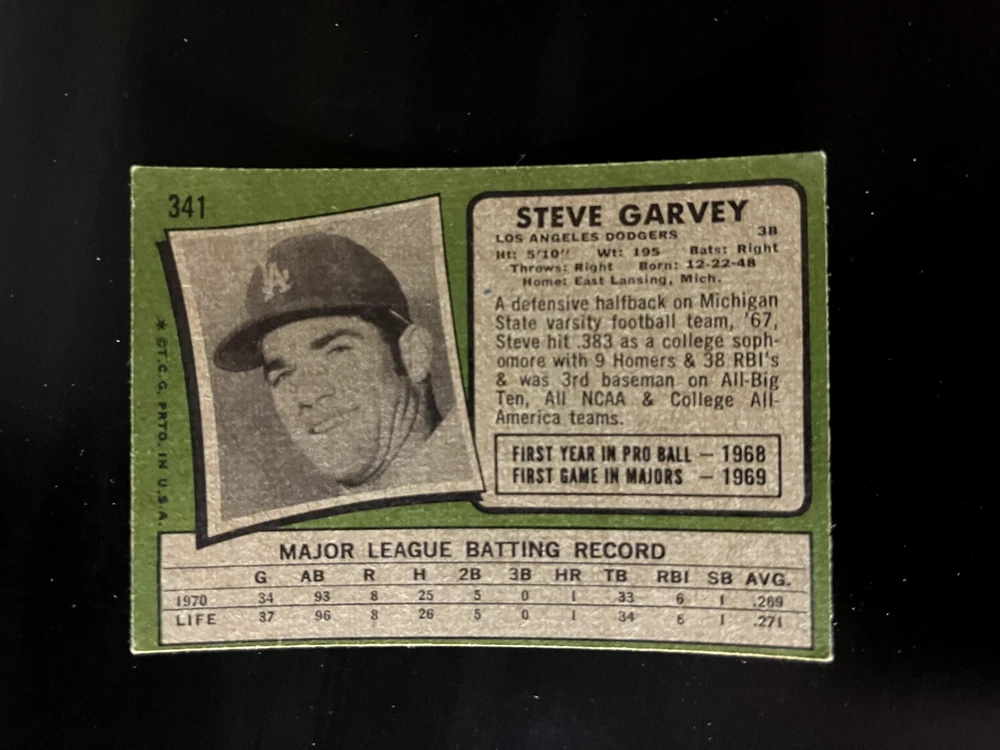 341
STEVE GARVEY
LOS ANGELES DODGERS 3B
Ht: 5'10" Wt: 195 Bats: Right
Throws: Right Born: 12-22-48
Home: East Lansing, Mich.
A defensive halfback on Michigan
State varsity football team, '67,
Steve hit .383 as a college soph-
omore with 9 Homers & 38 RBI's
& was 3rd baseman on All-Big
Ten, All NCAA & College All-
America teams.
FIRST YEAR IN PRO BALL — 1968
FIRST GAME IN MAJORS — 1969
LA
* ©T.C.G. PRTD. IN U.S.A.
MAJOR LEAGUE BATTING RECORD
G AB R H 2B 3B HR TB RBI SB AVG.
1970 34 93 8 25 5 0 1 33 6 1 .269
LIFE 37 96 8 26 5 0 1 34 6 1 .271